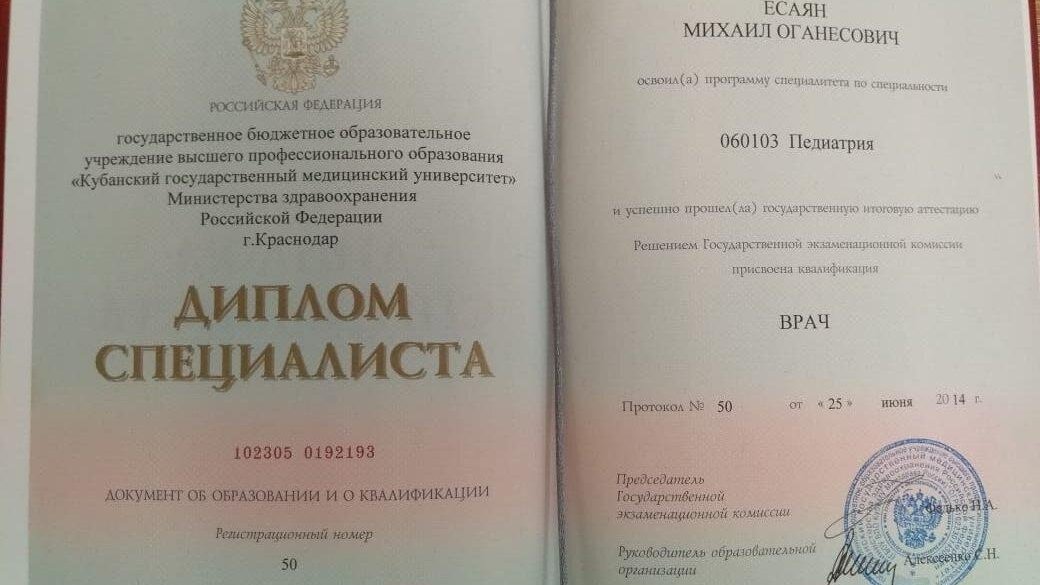 РОССИЙСКАЯ ФЕДЕРАЦИЯ
государственное бюджетное образовательное
учреждение высшего профессионального образования
«Кубанский государственный медицинский университет»
Министерства здравоохранения
Российской Федерации
г.Краснодар
ДИПЛОМ
СПЕЦИАЛИСТА
102305 0192193
ДОКУМЕНТ ОБ ОБРАЗОВАНИИ И О КВАЛИФИКАЦИИ
Регистрационный номер
50
ЕСАЯН
МИХАИЛ ОГАНЕСОВИЧ
освоил(а) программу специалитета по специальности
060103 Педиатрия
и успешно прошел(ла) государственную итоговую аттестацию
Решением Государственной экзаменационной комиссии
присвоена квалификация
ВРАЧ
Протокол № 50 от «25» июня 2014 г.
Председатель
Государственной
экзаменационной комиссии
Н.А.
Руководитель образовательной
организации
Алексеенко С.Н.